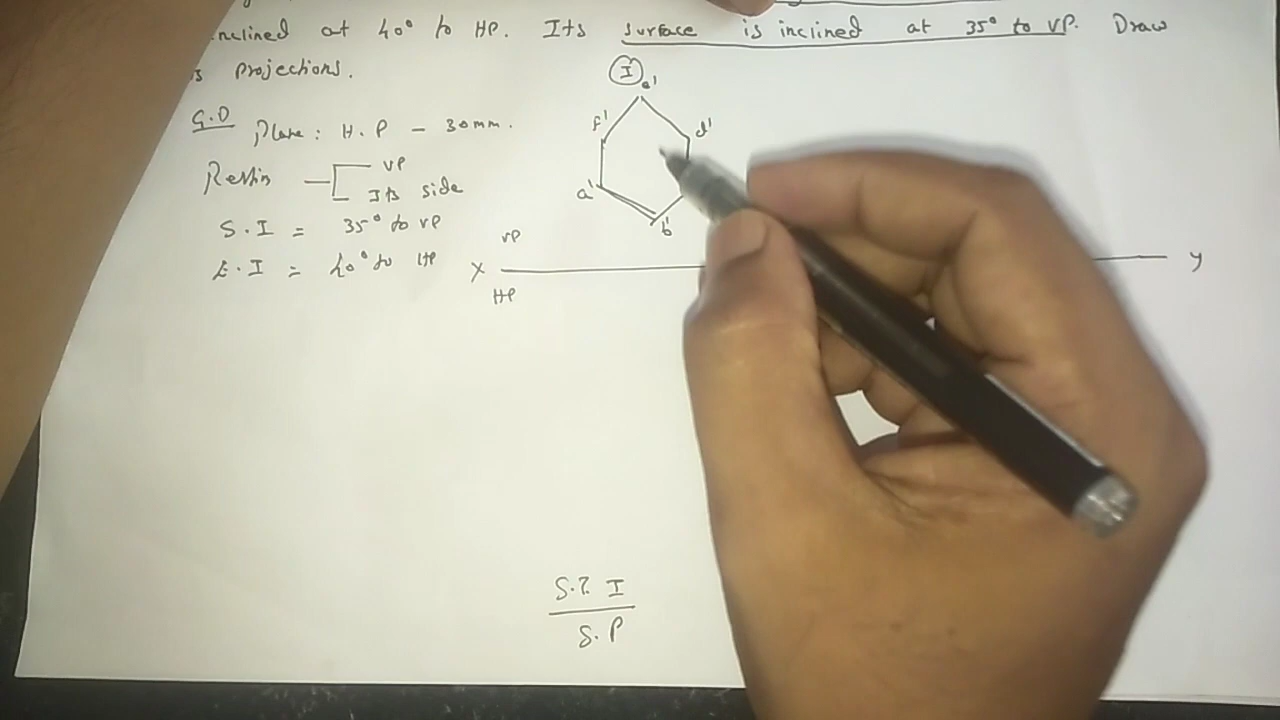 inclined at 40° to HP. Its surface is inclined at 35° to VP. Draw
projections.
I
G.D Plane: H.P - 30mm.
Restin VP
Its side
S.I = 35° to VP
E.I = 40° to HP
e'
f' d'
a' b'
VP
X y
HP
S.P